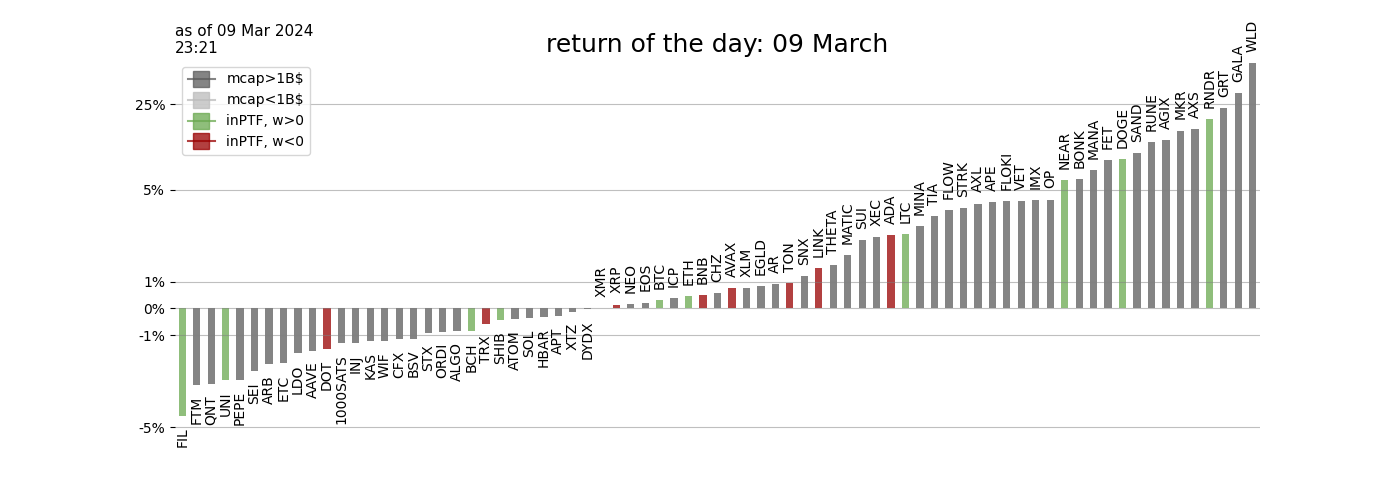 as of 09 Mar 2024
23:21
return of the day: 09 March
mcap>1B$
mcap<1B$
inPTF, w>0
inPTF, w<0
25%
5%
1%
0%
-1%
-5%
FIL
FTM
QNT
UNI
PEPE
SEI
ARB
ETC
LDO
AAVE
DOT
1000SATS
INJ
KAS
WIF
CFX
BSV
STX
ORDI
ALGO
BCH
TRX
SHIB
ATOM
SOL
HBAR
APT
XTZ
DYDX
XMR
XRP
NEO
EOS
BTC
ICP
ETH
BNB
CHZ
AVAX
XLM
EGLD
AR
TON
SNX
LINK
THETA
MATIC
SUI
XEC
ADA
LTC
MINA
TIA
FLOW
STRK
AXL
APE
FLOKI
VET
IMX
OP
NEAR
BONK
MANA
FET
DOGE
SAND
RUNE
AGIX
MKR
AXS
RNDR
GRT
GALA
WLD